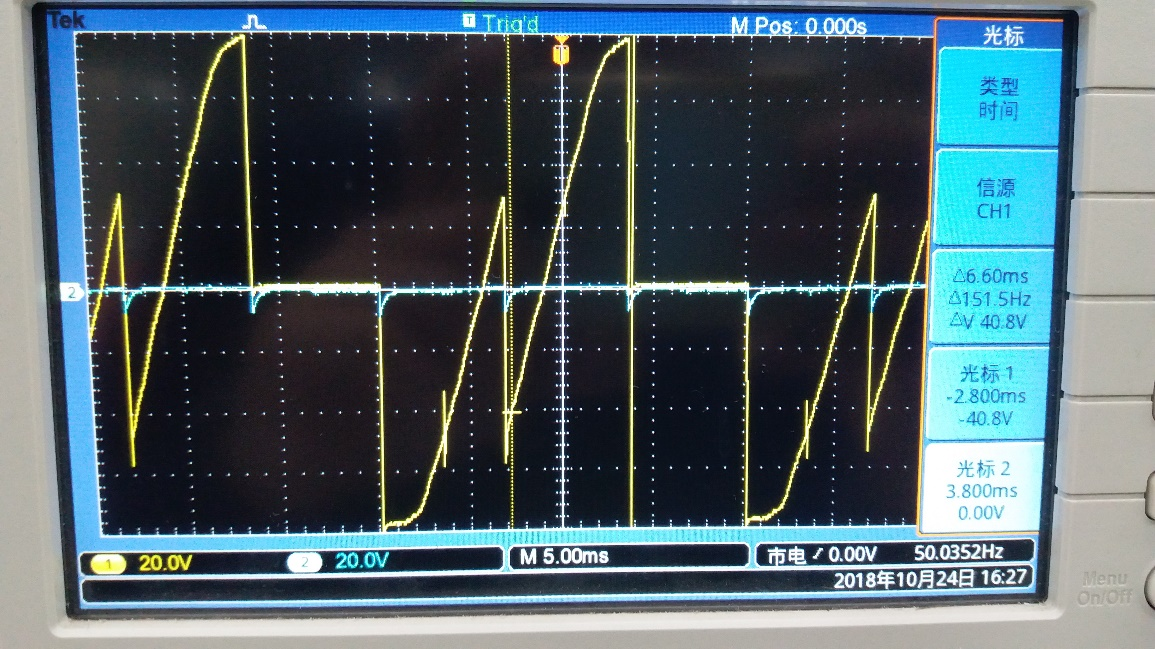 Tek
T Trig'd
M Pos: 0.000s
光标
类型
时间
信源
CH1
△6.60ms
△151.5Hz
△V 40.8V
光标 1
-2.800ms
-40.8V
光标 2
3.800ms
0.00V
2
1 20.0V
2 20.0V
M 5.00ms
市电 0.00V
50.0352Hz
2018年10月24日 16:27
Menu
On/Off